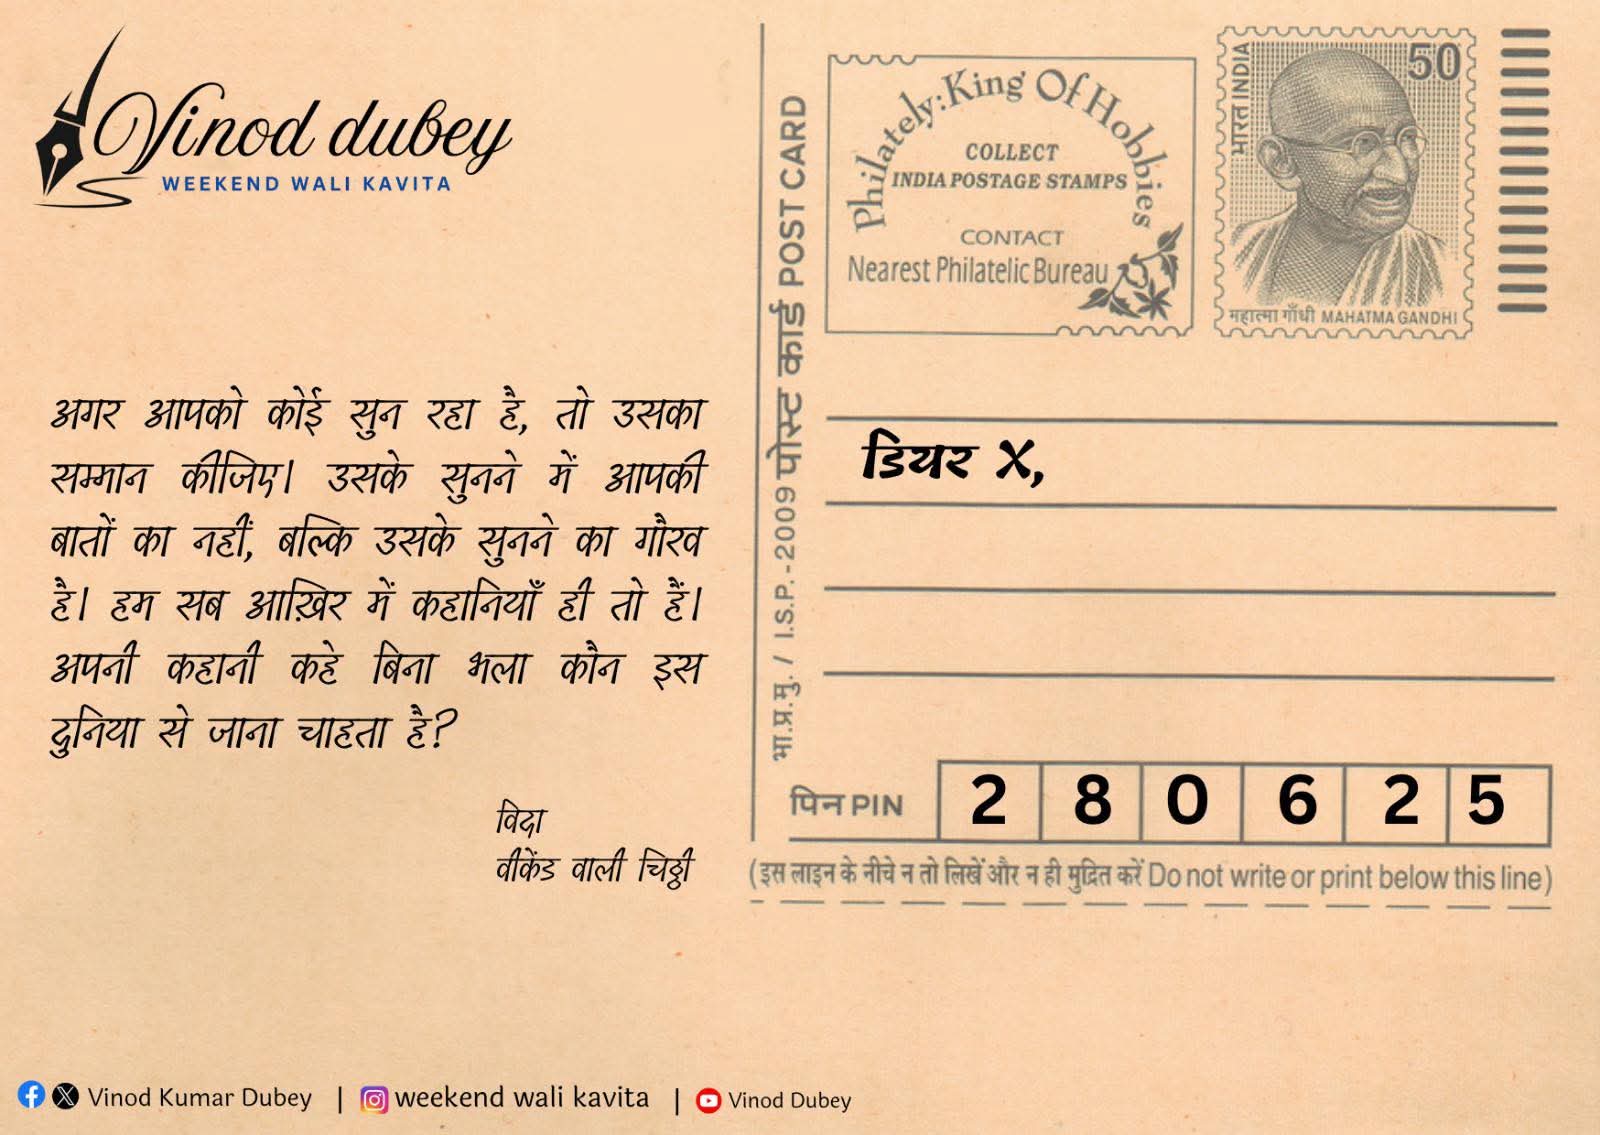 Vinod dubey
WEEKEND WALI KAVITA
अगर आपको कोई सुन रहा है, तो उसका
सम्मान कीजिए। उसके सुनने में आपकी
बातों का नहीं, बल्कि उसके सुनने का गौरव
है। हम सब आख़िर में कहानियाँ ही तो हैं।
अपनी कहानी कहे बिना भला कौन इस
दुनिया से जाना चाहता है?
विदा
वीकेंड वाली चिठ्ठी
भा.प्र.मु. / I.S.P.-2009 पोस्ट कार्ड POST CARD
Philately: King Of Hobbies
COLLECT
INDIA POSTAGE STAMPS
CONTACT
Nearest Philatelic Bureau
भारत INDIA
50
महात्मा गाँधी MAHATMA GANDHI
डियर X,
पिन PIN 2 8 0 6 2 5
(इस लाइन के नीचे न तो लिखें और न ही मुद्रित करें Do not write or print below this line)
Vinod Kumar Dubey | weekend wali kavita | Vinod Dubey